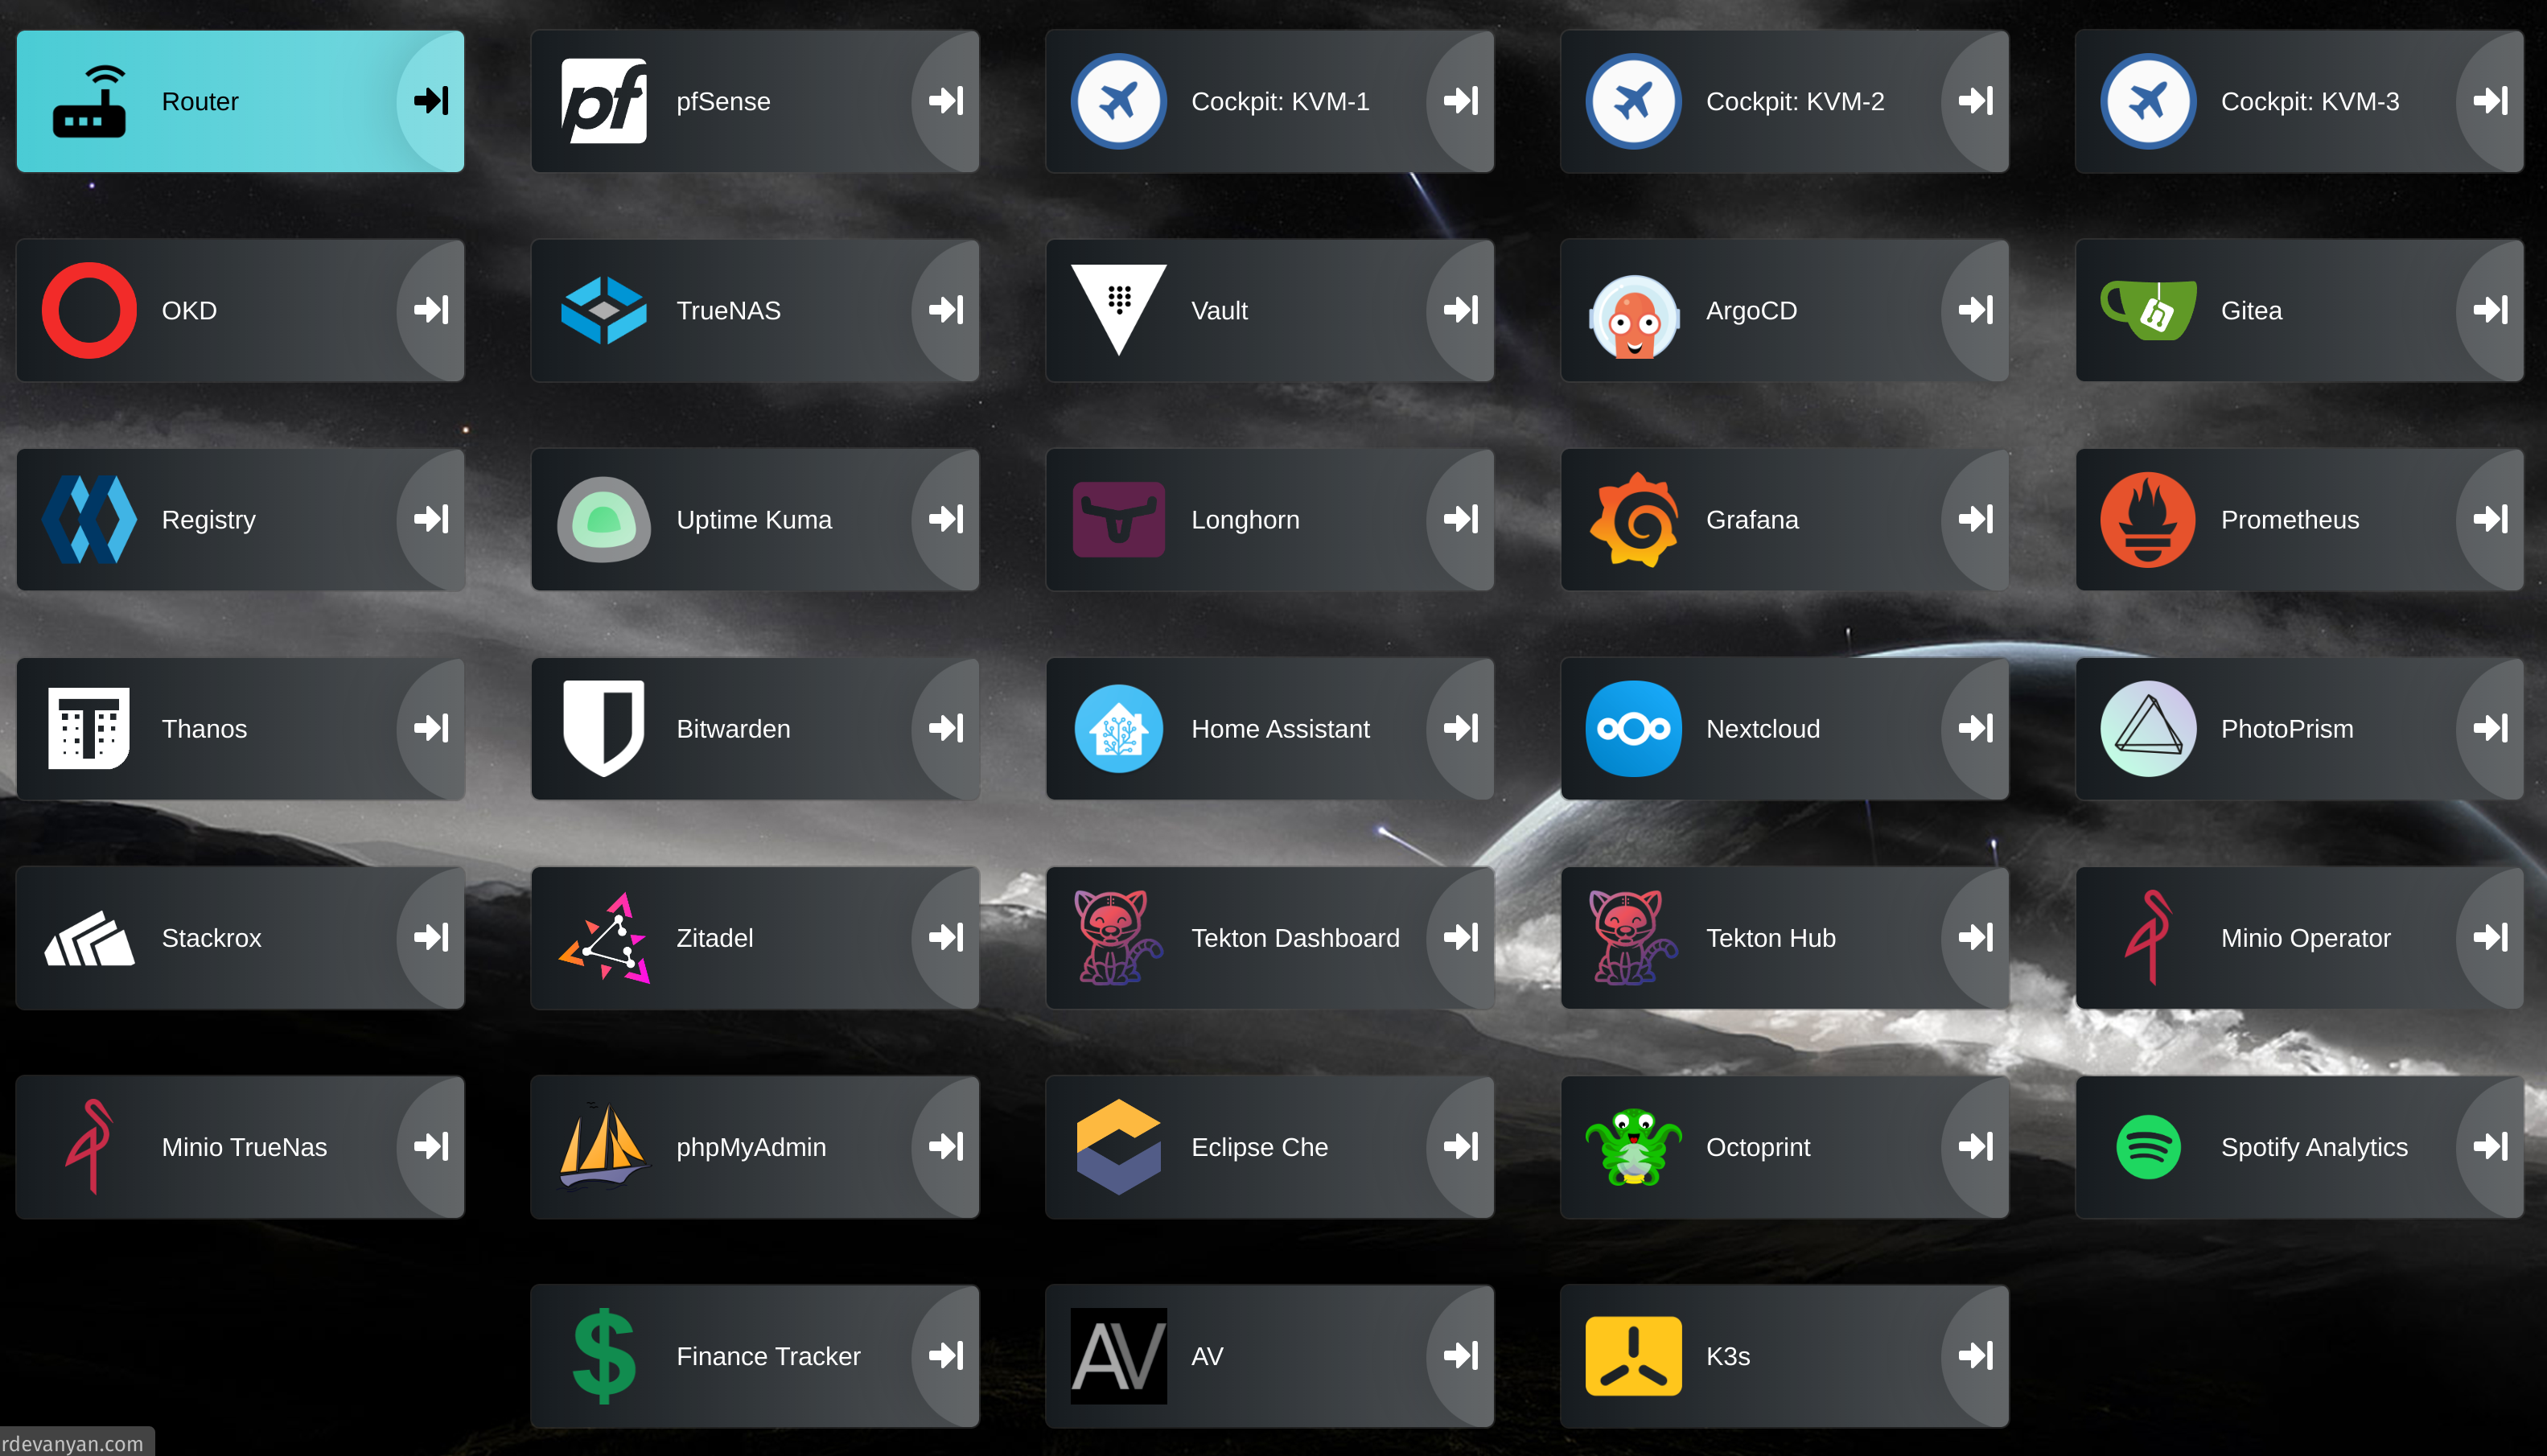 Router
pf
pfSense
Cockpit: KVM-1
Cockpit: KVM-2
Cockpit: KVM-3
OKD
TrueNAS
Vault
ArgoCD
Gitea
Registry
Uptime Kuma
Longhorn
Grafana
Prometheus
Thanos
Bitwarden
Home Assistant
Nextcloud
PhotoPrism
Stackrox
Zitadel
Tekton Dashboard
Tekton Hub
Minio Operator
Minio TrueNas
phpMyAdmin
Eclipse Che
Octoprint
Spotify Analytics
$
Finance Tracker
AV
AV
K3s
rdevanyan.com